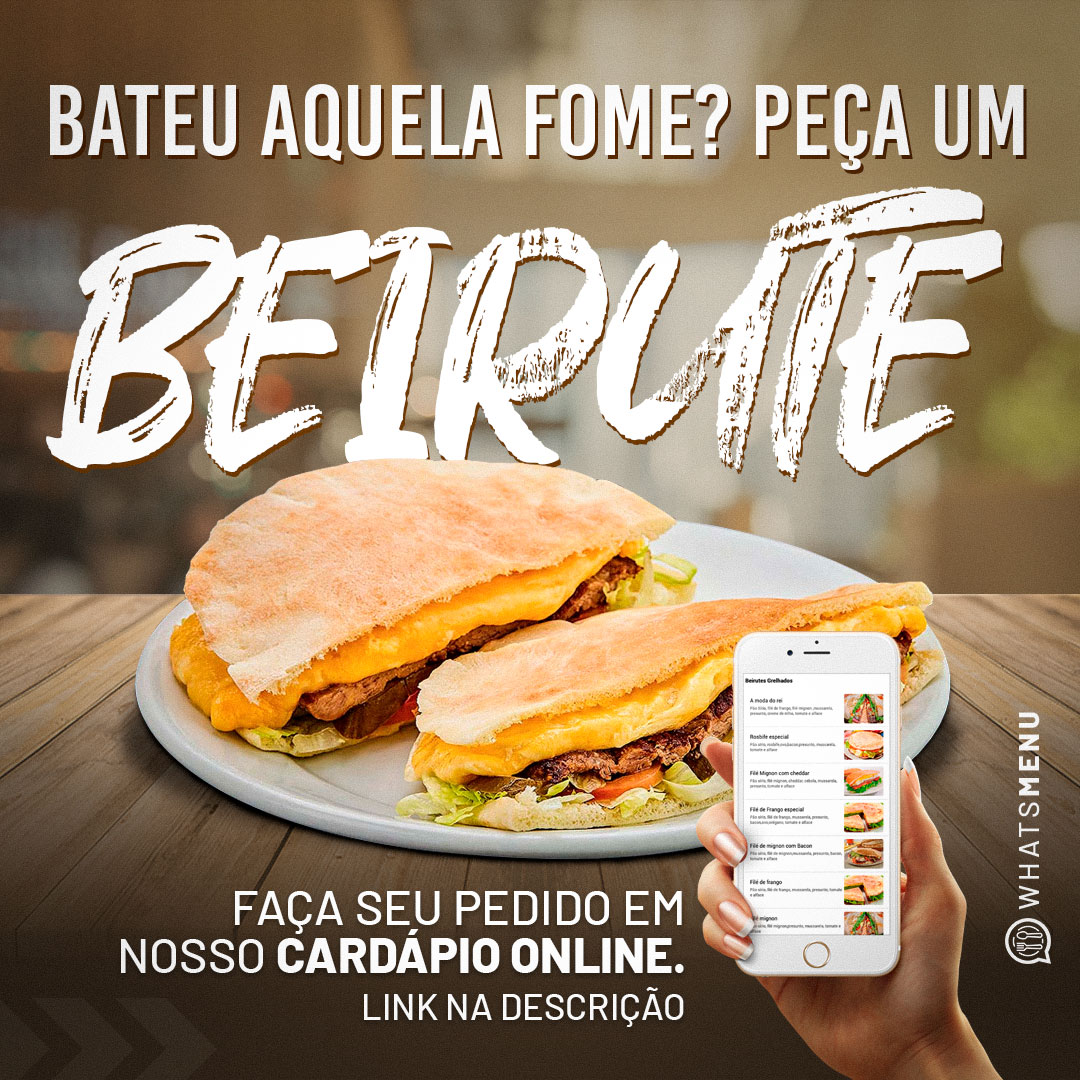 BATEU AQUELA FOME? PEÇA UM
BEIRUTE
Beirutes Grelhados
A moda do rei
Rosbife especial
Filé Mignon com cheddar
Filé de Frango especial
Filé de mignon com Bacon
Filé de frango
mignon
WHATSMENU
FAÇA SEU PEDIDO EM
NOSSO CARDÁPIO ONLINE.
LINK NA DESCRIÇÃO